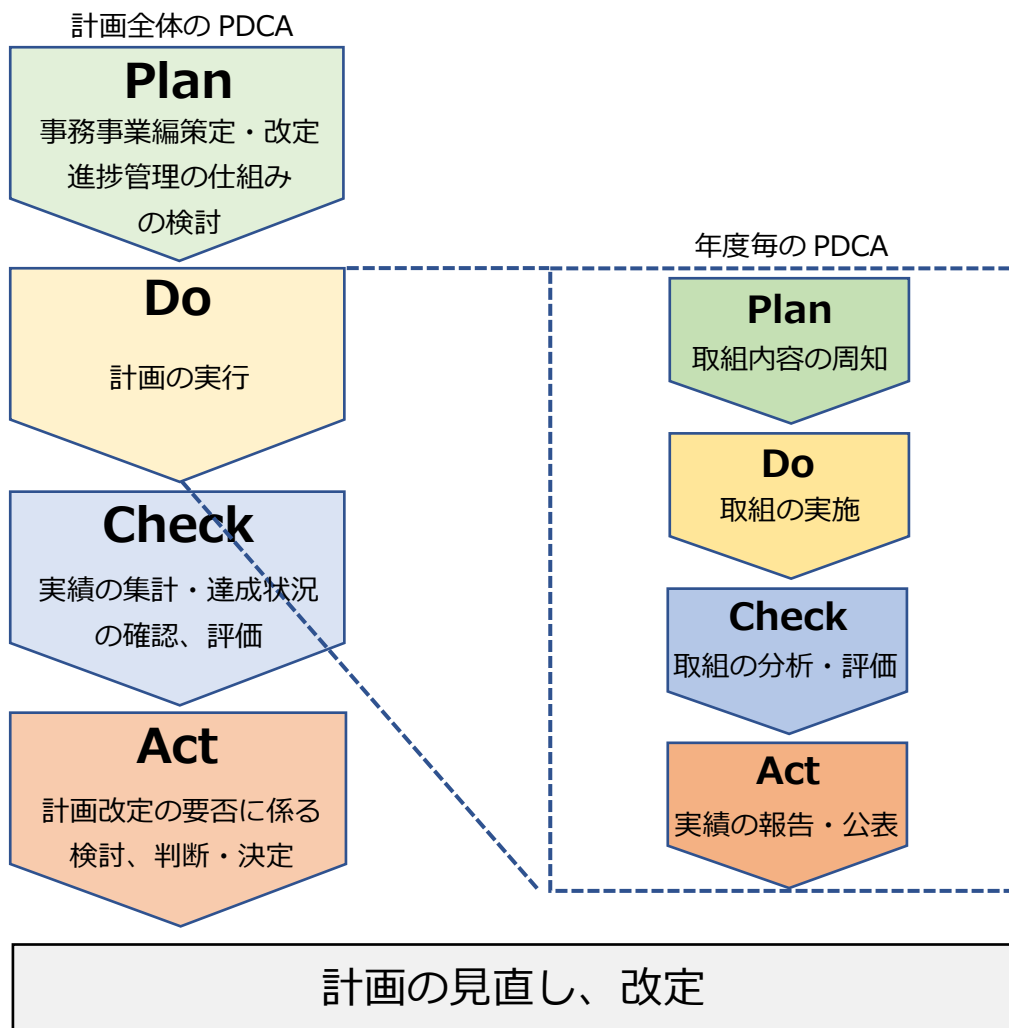 計画全体の PDCA
Plan
事務事業編策定・改定
進捗管理の仕組み
の検討
Do
計画の実行
Check
実績の集計・達成状況
の確認、評価
Act
計画改定の要否に係る
検討、判断・決定
年度毎の PDCA
Plan
取組内容の周知
Do
取組の実施
Check
取組の分析・評価
Act
実績の報告・公表
計画の見直し、改定